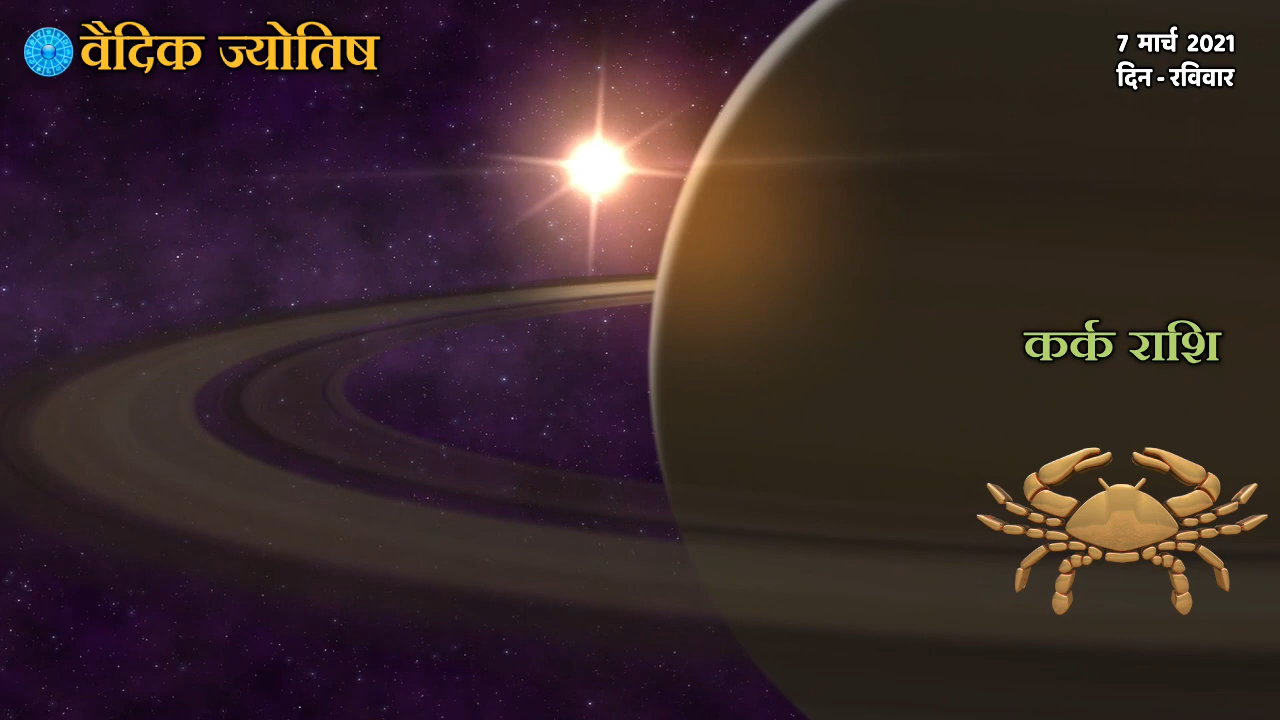 वैदिक ज्योतिष
7 मार्च 2021
दिन - रविवार
कर्क राशि